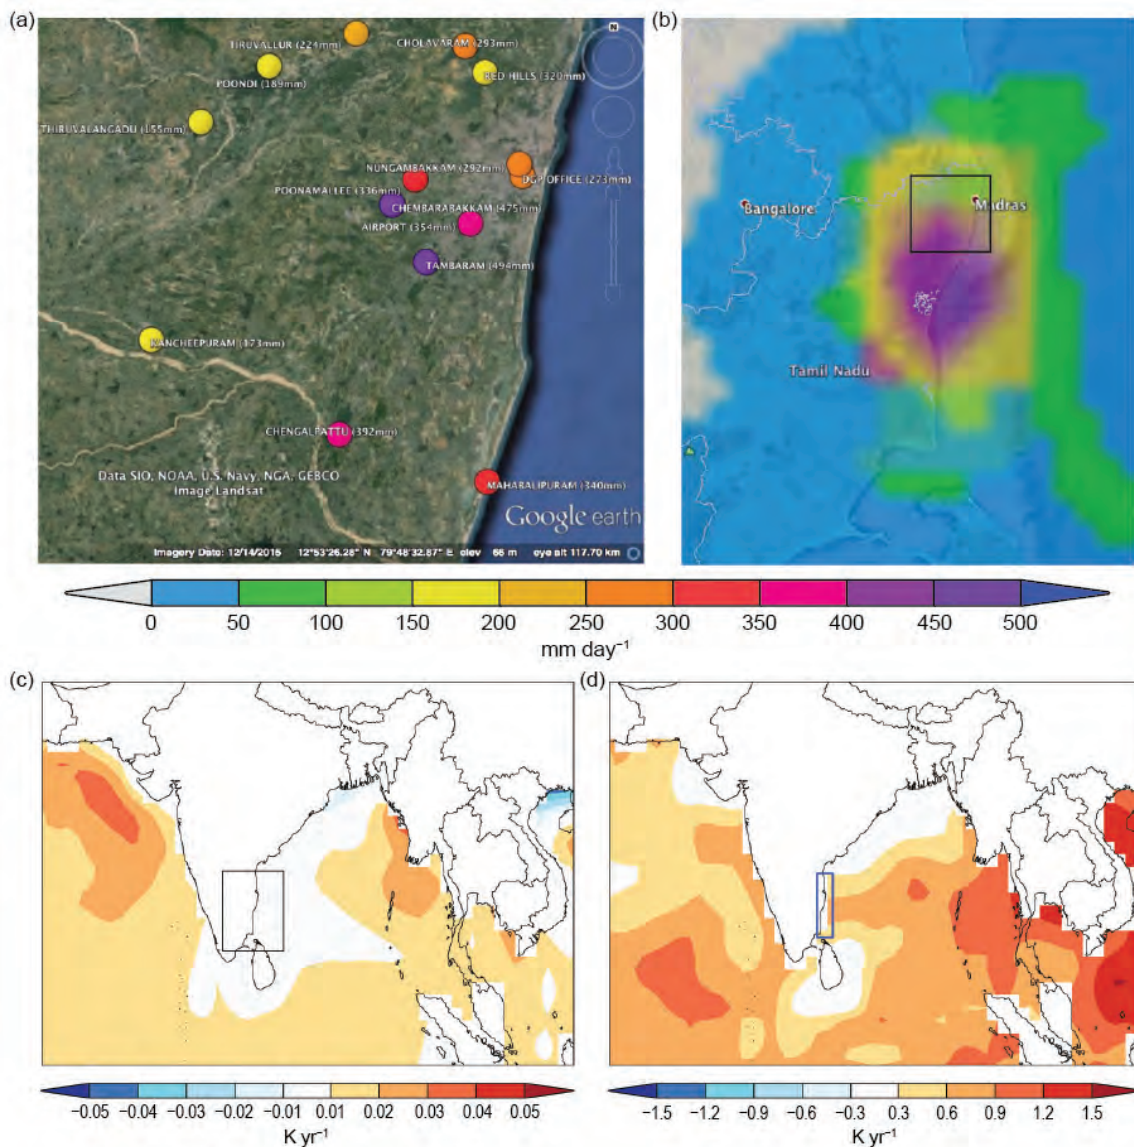 (a)
TIRUVALLUR (224mm)
CHOLAVARAM (293mm)
POONDI (189mm)
RED HILLS (320mm)
THIRUVALANGADU (155mm)
NUNGAMBAKKAM (292mm)
DGP OFFICE (273mm)
POONAMALLEE (336mm)
CHEMBARABAKKAM (475mm)
AIRPORT (354mm)
TAMBARAM (494mm)
KANCHEEPURAM (173mm)
CHENGALPATTU (392mm)
MAHABALIPURAM (340mm)
Data SIO, NOAA, U.S. Navy, NGA, GEBCO
Image Landsat
Google earth
Imagery Date: 12/14/2015 12°53'26.28" N 79°48'32.87" E elev 66 m eye alt 117.70 km
N
(b)
Bangalore
Madras
Tamil Nadu
0 50 100 150 200 250 300 350 400 450 500
mm day⁻¹
(c)
−0.05 −0.04 −0.03 −0.02 −0.01 0.01 0.02 0.03 0.04 0.05
K yr⁻¹
(d)
−1.5 −1.2 −0.9 −0.6 −0.3 0.3 0.6 0.9 1.2 1.5
K yr⁻¹